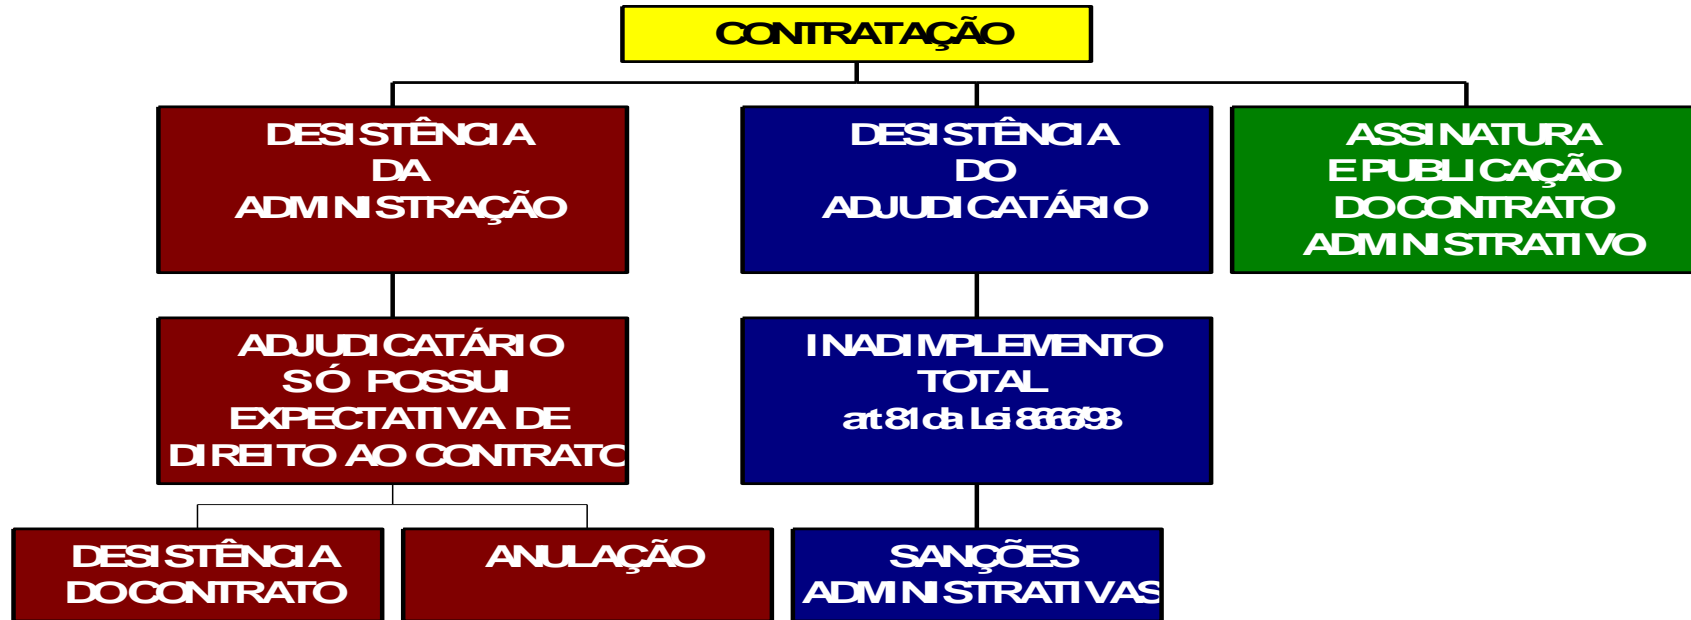 CONTRATAÇÃO
DESISTÊNCIA
DA
ADMINISTRAÇÃO
DESISTÊNCIA
DO
ADJUDICATÁRIO
ASSINATURA
E PUBLICAÇÃO
DO CONTRATO
ADMINISTRATIVO
ADJUDICATÁRIO
SÓ POSSUI
EXPECTATIVA DE
DIREITO AO CONTRATO
INADIMPLEMENTO
TOTAL
art 81 da Lei 8666/93
DESISTÊNCIA
DO CONTRATO
ANULAÇÃO
SANÇÕES
ADMINISTRATIVAS